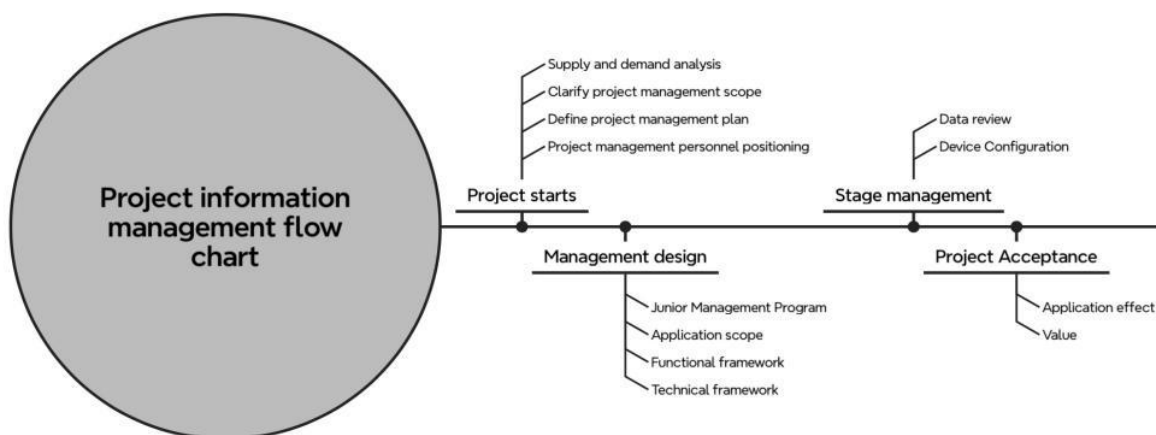 Project information
management flow
chart
Supply and demand analysis
Clarify project management scope
Define project management plan
Project management personnel positioning
Project starts
Management design
Junior Management Program
Application scope
Functional framework
Technical framework
Data review
Device Configuration
Stage management
Project Acceptance
Application effect
Value